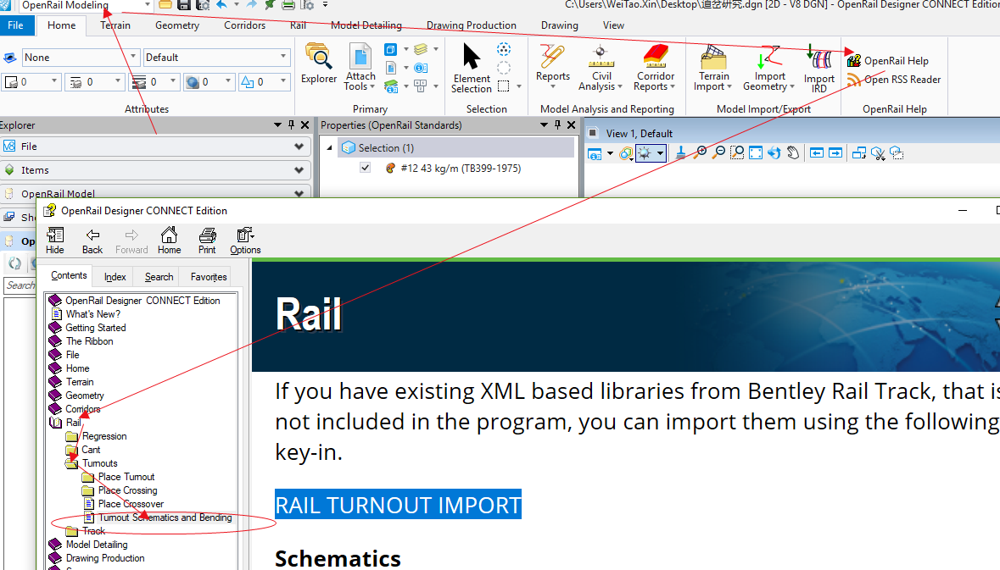 OpenRail Modeling
C:\Users\WeiTao.Xin\Desktop\道岔研究.dgn [2D - V8 DGN] - OpenRail Designer CONNECT Edition
File Home Terrain Geometry Corridors Rail Model Detailing Drawing Production Drawing View
None Default
0 0 0 0 0
Attributes
Explorer
Attach Tools
Primary
Element Selection
Selection
Reports
Civil Analysis
Corridor Reports
Model Analysis and Reporting
Terrain Import
Import Geometry
Import IRD
Model Import/Export
OpenRail Help
Open RSS Reader
OpenRail Help
Explorer
File
Items
OpenRail Model
Sh
Op
Search
Properties (OpenRail Standards)
Selection (1)
#12 43 kg/m (TB399-1975)
View 1, Default
OpenRail Designer CONNECT Edition
Hide Back Forward Home Print Options
Contents Index Search Favorites
OpenRail Designer CONNECT Edition
What's New?
Getting Started
The Ribbon
File
Home
Terrain
Geometry
Corridors
Rail
Regression
Cant
Turnouts
Place Turnout
Place Crossing
Place Crossover
Turnout Schematics and Bending
Track
Model Detailing
Drawing Production
Rail
If you have existing XML based libraries from Bentley Rail Track, that is
not included in the program, you can import them using the following
key-in.
RAIL TURNOUT IMPORT
Schematics